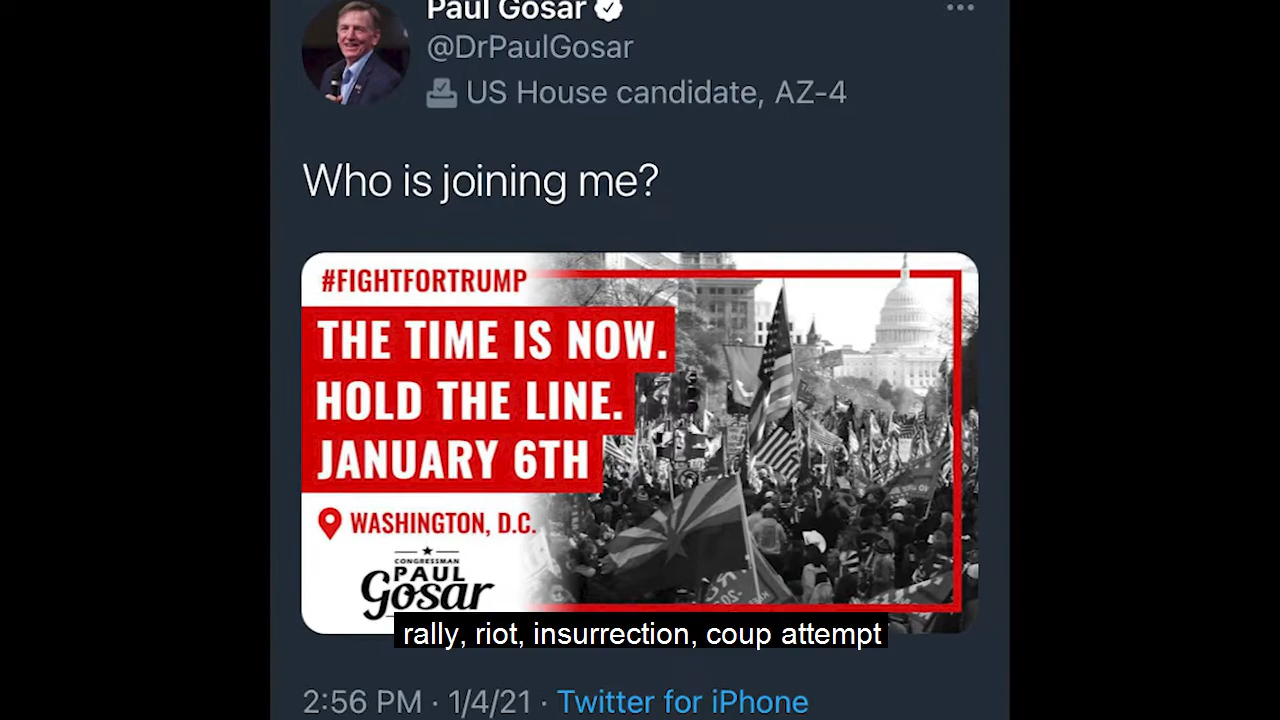 Paul Gosar
@DrPaulGosar
US House candidate, AZ-4
Who is joining me?
#FIGHTFORTRUMP
THE TIME IS NOW.
HOLD THE LINE.
JANUARY 6TH
WASHINGTON, D.C.
CONGRESSMAN
PAUL
Gosar
rally, riot, insurrection, coup attempt
2:56 PM · 1/4/21 · Twitter for iPhone